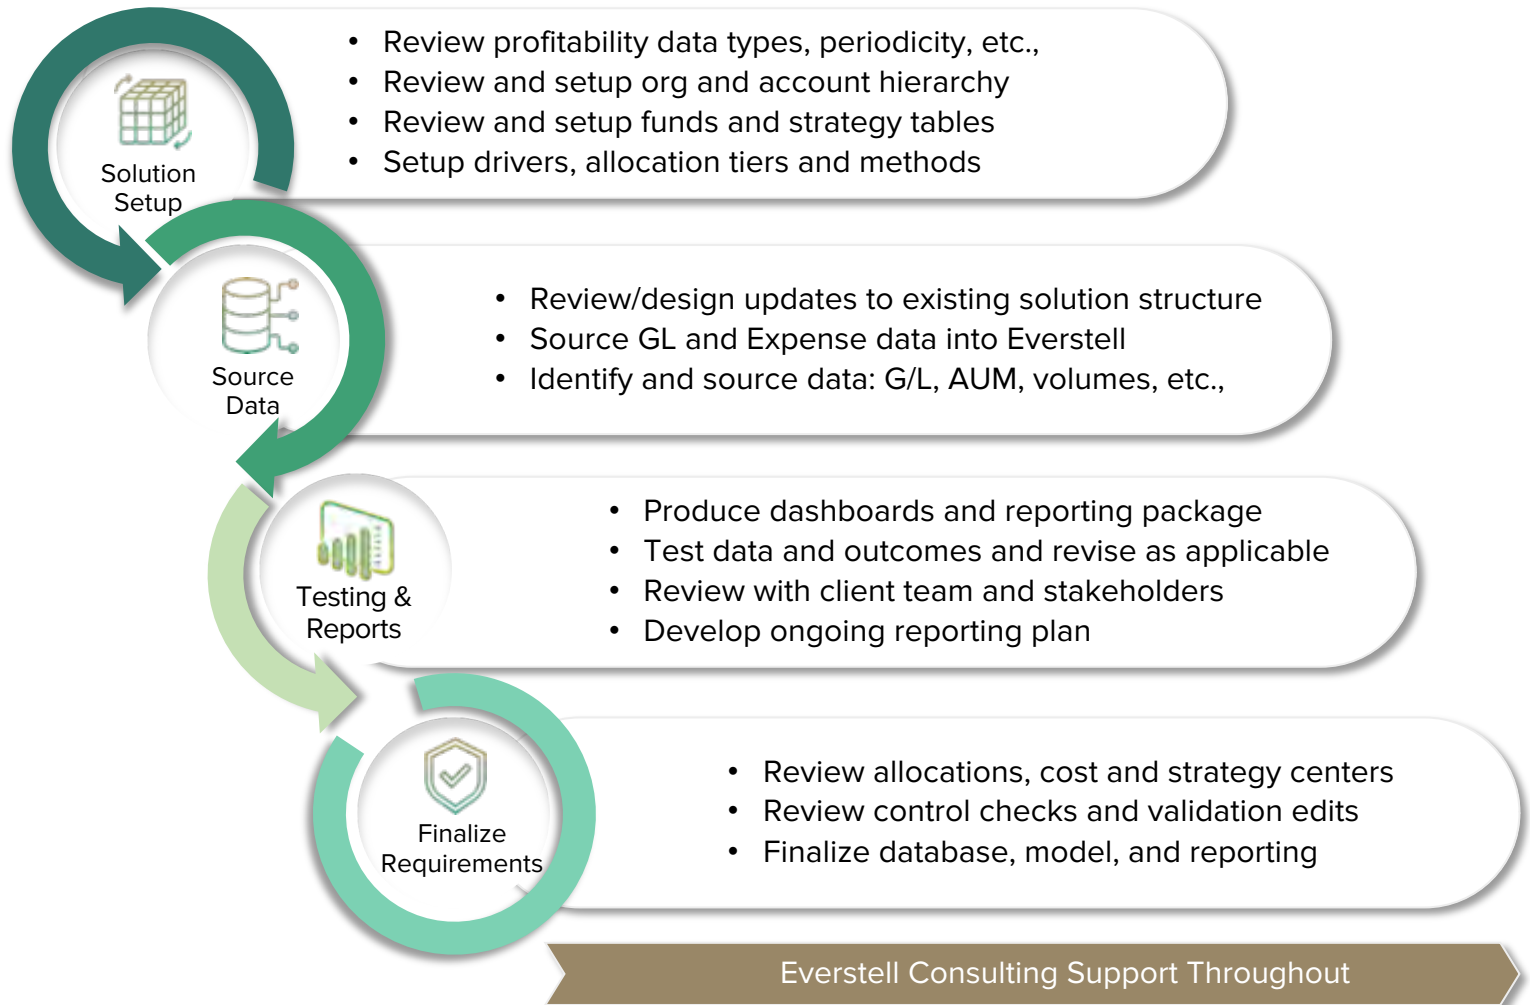 Solution
Setup
• Review profitability data types, periodicity, etc.,
• Review and setup org and account hierarchy
• Review and setup funds and strategy tables
• Setup drivers, allocation tiers and methods
Source
Data
• Review/design updates to existing solution structure
• Source GL and Expense data into Everstell
• Identify and source data: G/L, AUM, volumes, etc.,
Testing &
Reports
• Produce dashboards and reporting package
• Test data and outcomes and revise as applicable
• Review with client team and stakeholders
• Develop ongoing reporting plan
Finalize
Requirements
• Review allocations, cost and strategy centers
• Review control checks and validation edits
• Finalize database, model, and reporting
Everstell Consulting Support Throughout